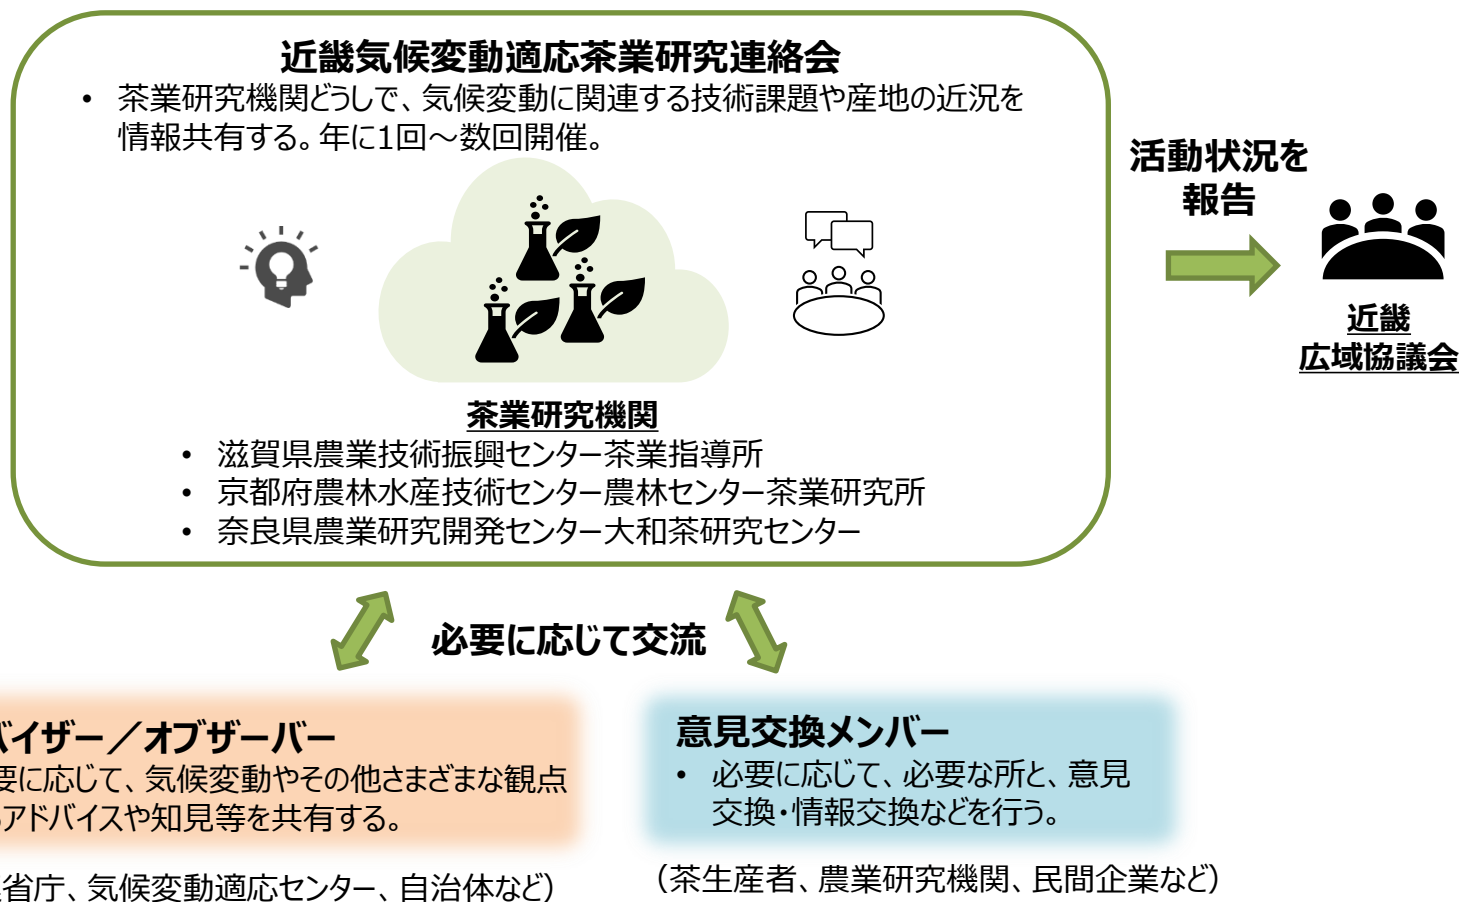 近畿気候変動適応茶業研究連絡会
• 茶業研究機関どうしで、気候変動に関連する技術課題や産地の近況を
情報共有する。年に1回～数回開催。
茶業研究機関
• 滋賀県農業技術振興センター茶業指導所
• 京都府農林水産技術センター農林センター茶業研究所
• 奈良県農業研究開発センター大和茶研究センター
活動状況を
報告
近畿
広域協議会
必要に応じて交流
バイザー／オブザーバー
要に応じて、気候変動やその他さまざまな観点
らアドバイスや知見等を共有する。
省庁、気候変動適応センター、自治体など）
意見交換メンバー
• 必要に応じて、必要な所と、意見
交換・情報交換などを行う。
（茶生産者、農業研究機関、民間企業など）